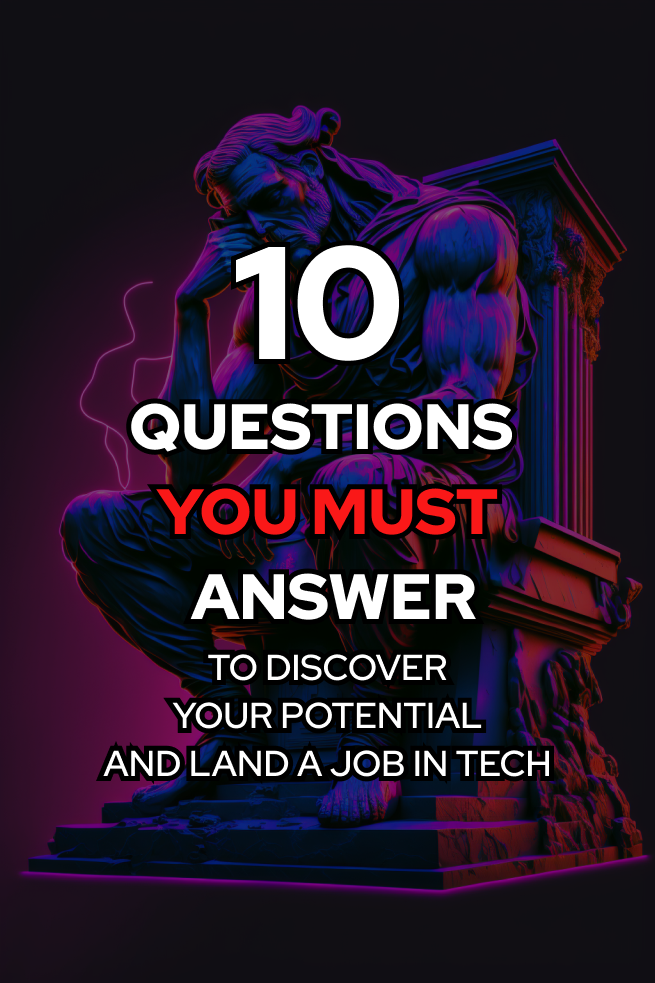 10
QUESTIONS
YOU MUST
ANSWER
TO DISCOVER
YOUR POTENTIAL
AND LAND A JOB IN TECH